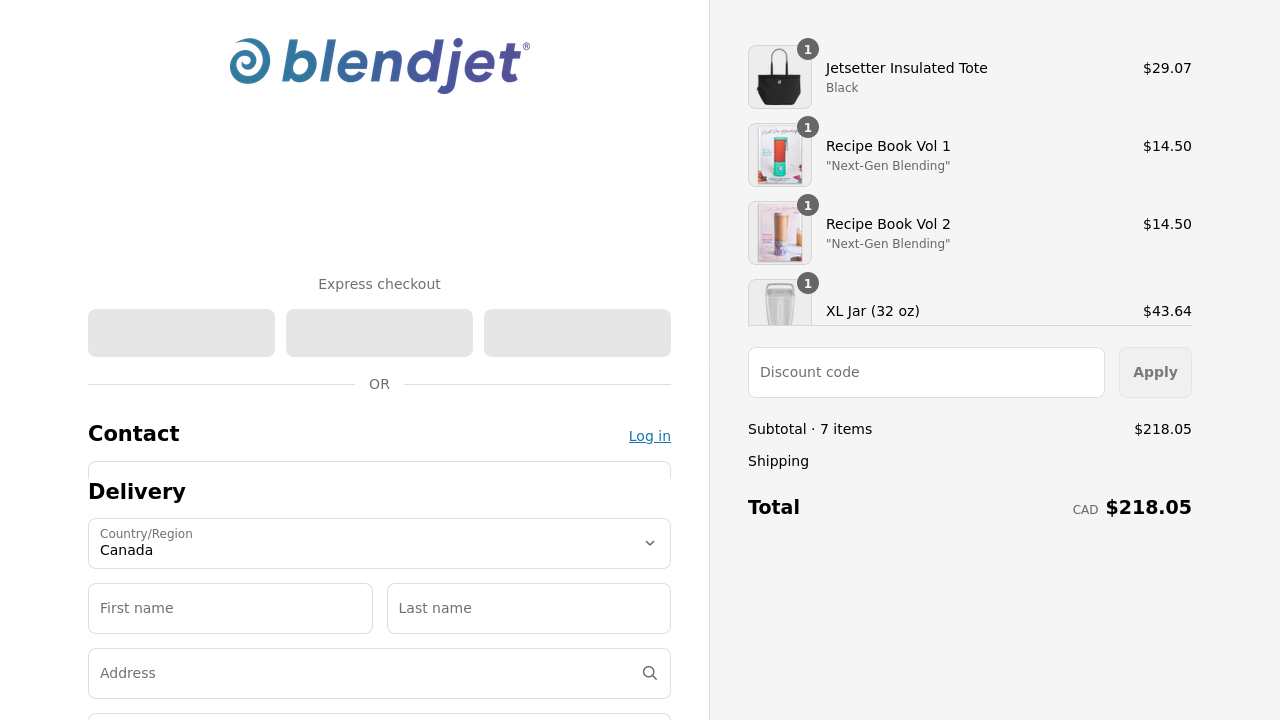 blendjet®
Express checkout
OR
Contact
Log in
Delivery
Country/Region
Canada
First name
Last name
Address
1
Jetsetter Insulated Tote
Black
$29.07
1
Recipe Book Vol 1
"Next-Gen Blending"
$14.50
1
Recipe Book Vol 2
"Next-Gen Blending"
$14.50
1
XL Jar (32 oz)
$43.64
Discount code
Apply
Subtotal · 7 items
$218.05
Shipping
Total
CAD $218.05